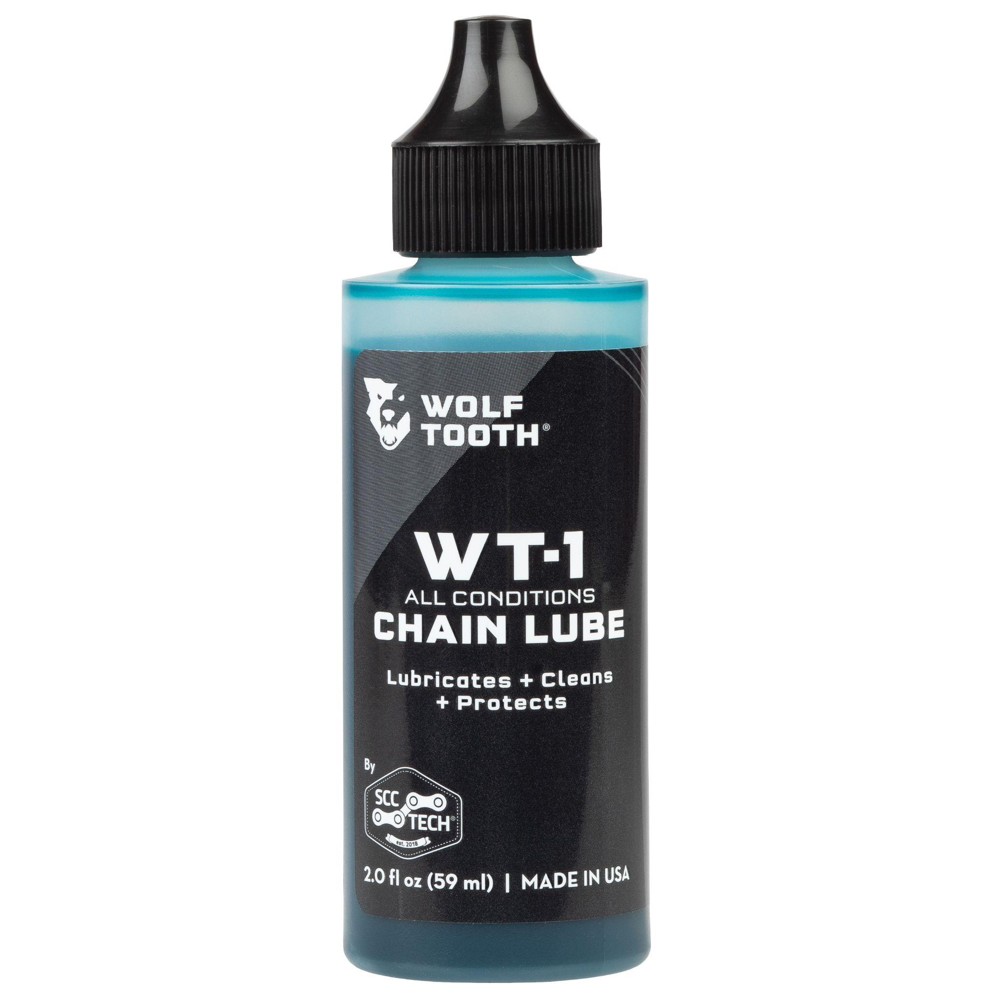 WOLF
TOOTH®
WT-1
ALL CONDITIONS
CHAIN LUBE
Lubricates + Cleans
+ Protects
By
SCC
TECH®
est. 2018
2.0 fl oz (59 ml) | MADE IN USA